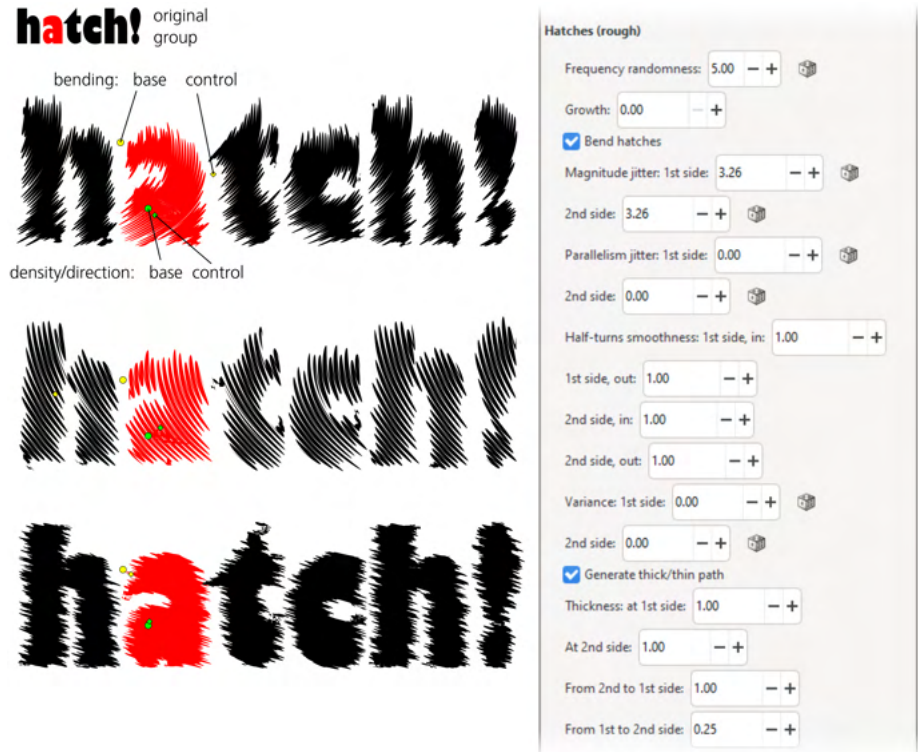 hatch! original
group
bending: base control
hatch!
density/direction: base control
hatch!
hatch!
Hatches (rough)
Frequency randomness: 5.00
Growth: 0.00
Bend hatches
Magnitude jitter: 1st side: 3.26
2nd side: 3.26
Parallelism jitter: 1st side: 0.00
2nd side: 0.00
Half-turns smoothness: 1st side, in: 1.00
1st side, out: 1.00
2nd side, in: 1.00
2nd side, out: 1.00
Variance: 1st side: 0.00
2nd side: 0.00
Generate thick/thin path
Thickness: at 1st side: 1.00
At 2nd side: 1.00
From 2nd to 1st side: 1.00
From 1st to 2nd side: 0.25